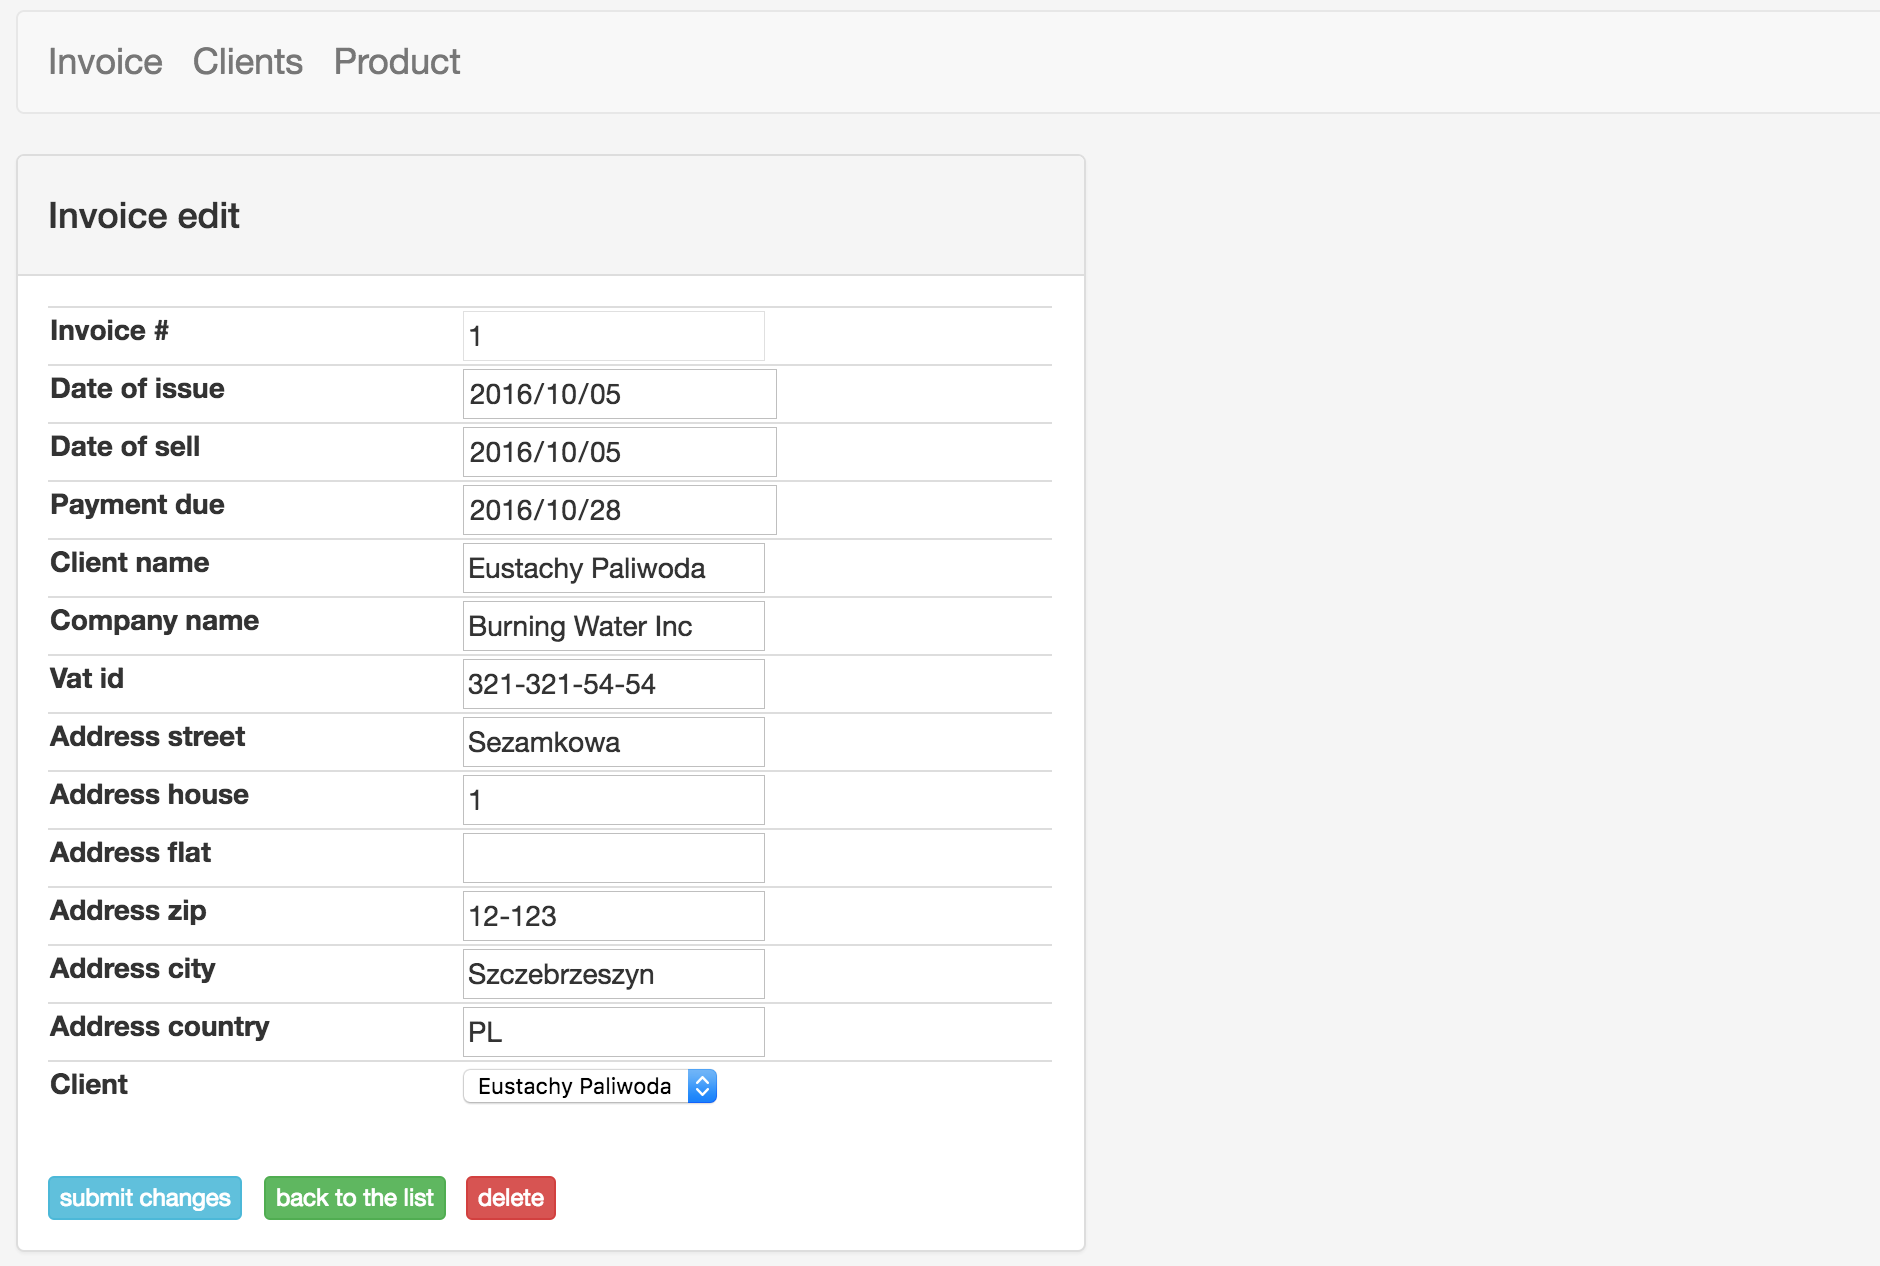 Invoice Clients Product
Invoice edit
Invoice # 1
Date of issue 2016/10/05
Date of sell 2016/10/05
Payment due 2016/10/28
Client name Eustachy Paliwoda
Company name Burning Water Inc
Vat id 321-321-54-54
Address street Sezamkowa
Address house 1
Address flat
Address zip 12-123
Address city Szczebrzeszyn
Address country PL
Client Eustachy Paliwoda
submit changes back to the list delete